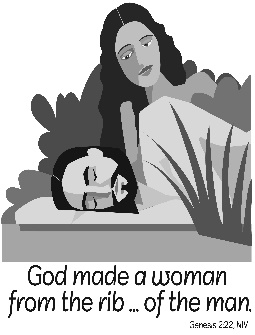 God made a woman
from the rib ... of the man.
Genesis 2:22, NIV